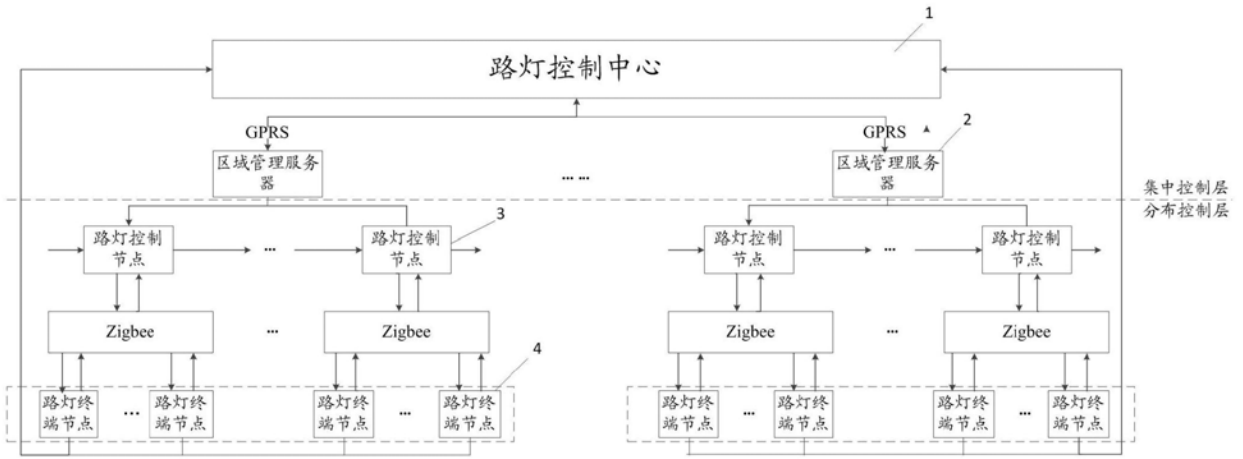 1
路灯控制中心
GPRS
GPRS
2
区域管理服务
器
... ...
区域管理服务
器
集中控制层
分布控制层
3
路灯控制
节点
...
路灯控制
节点
路灯控制
节点
...
路灯控制
节点
Zigbee
...
Zigbee
Zigbee
...
Zigbee
4
路灯终
端节点
...
路灯终
端节点
路灯终
端节点
...
路灯终
端节点
路灯终
端节点
...
路灯终
端节点
路灯终
端节点
...
路灯终
端节点